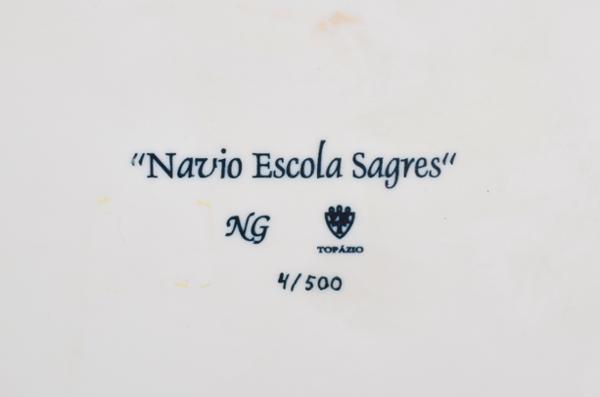 “Navio Escola Sagres“
NG
TOPÁZIO
4/500